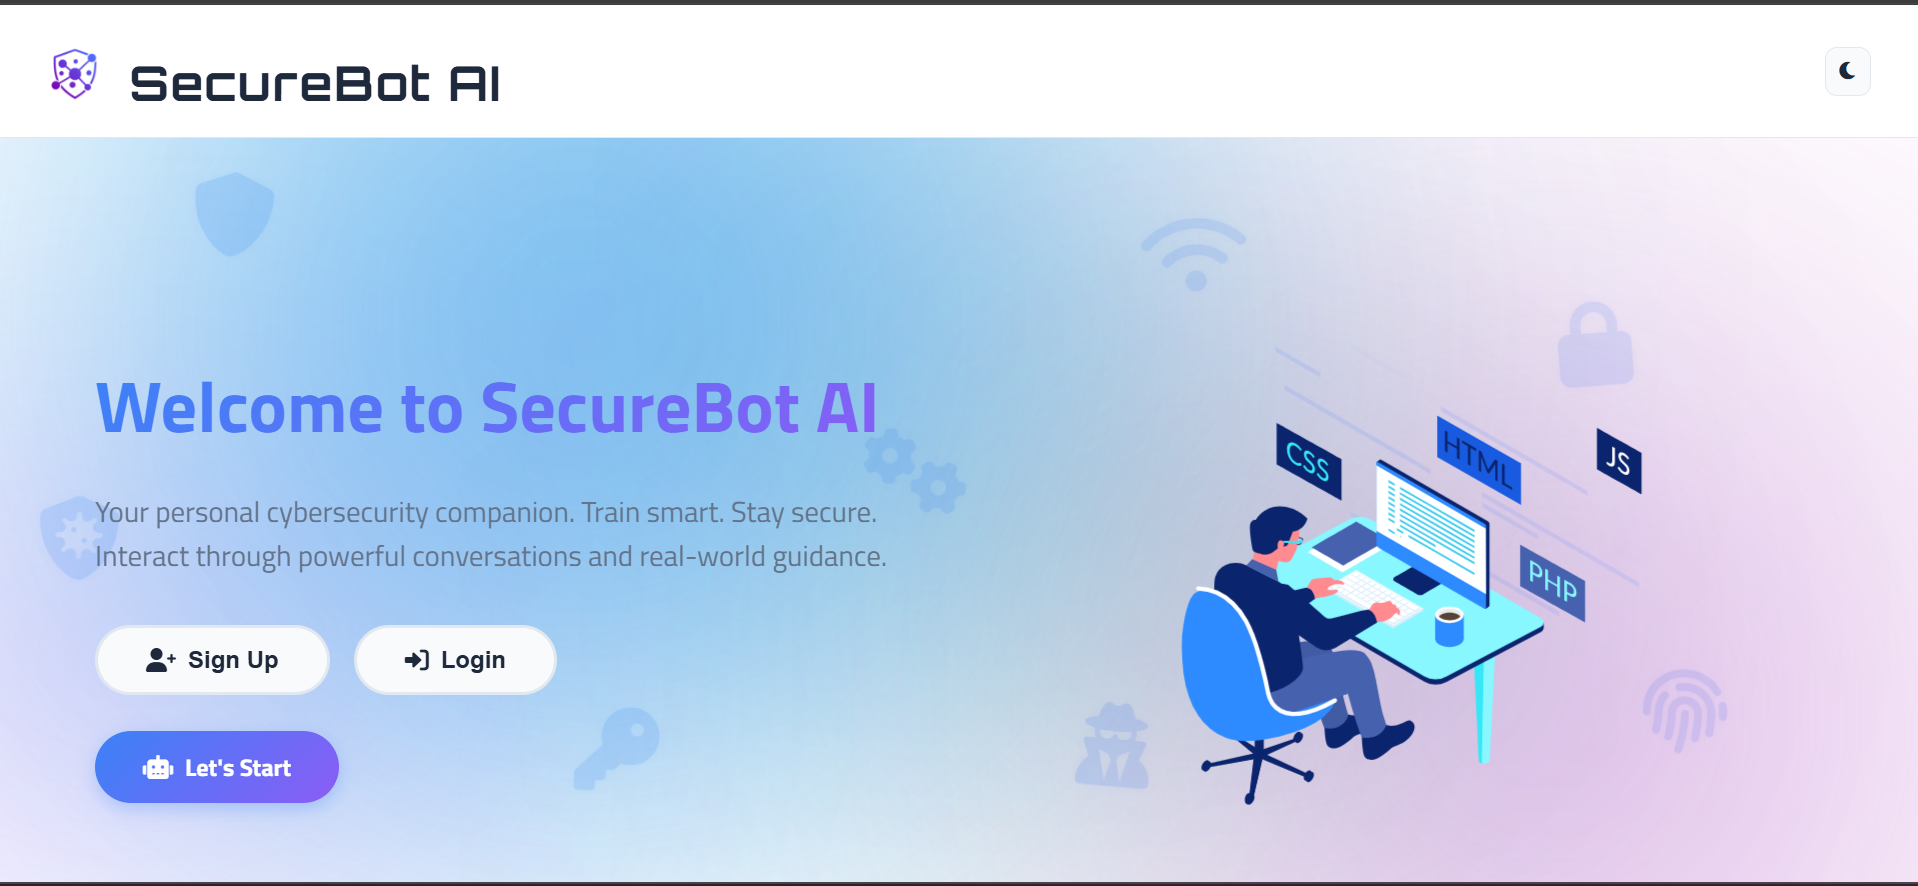 SecureBot AI
Welcome to SecureBot AI
Your personal cybersecurity companion. Train smart. Stay secure.
Interact through powerful conversations and real-world guidance.
Sign Up
Login
Let's Start
CSS
HTML
JS
PHP